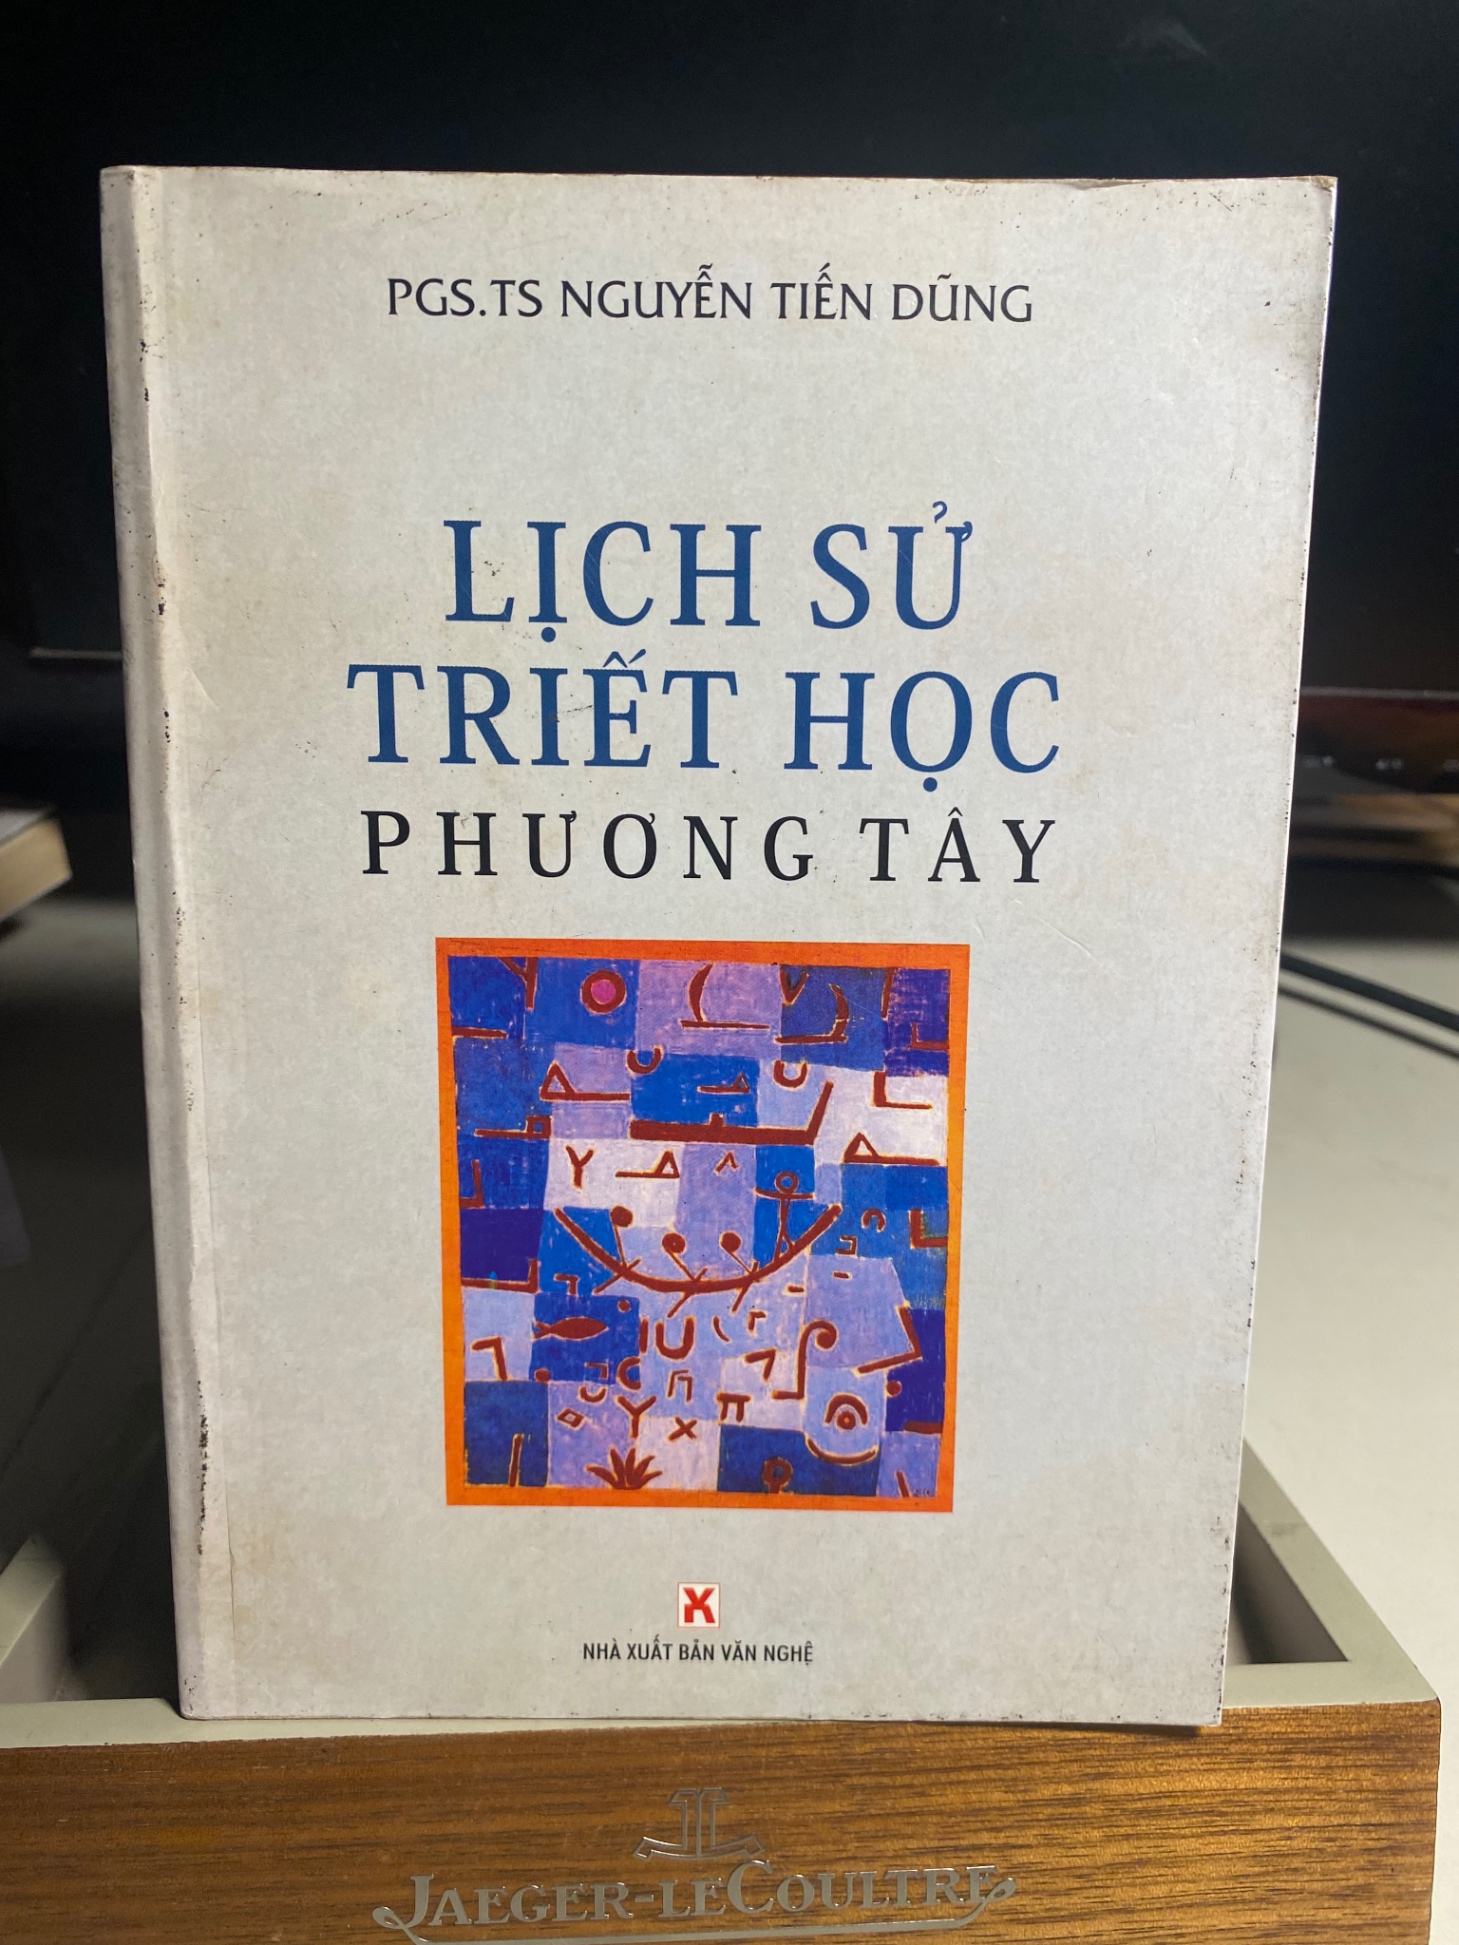 PGS.TS NGUYỄN TIẾN DŨNG
LỊCH SỬ
TRIẾT HỌC
PHƯƠNG TÂY
NHÀ XUẤT BẢN VĂN NGHỆ
JAEGER-LECOULTRE